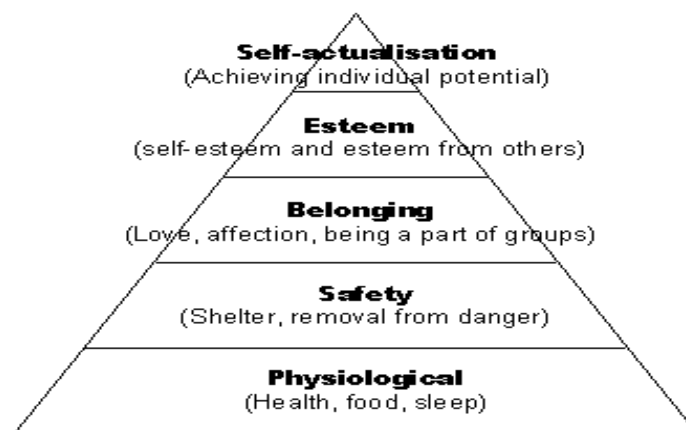 Self-actualisation
(Achieving individual potential)
Esteem
(self-esteem and esteem from others)
Belonging
(Love, affection, being a part of groups)
Safety
(Shelter, removal from danger)
Physiological
(Health, food, sleep)